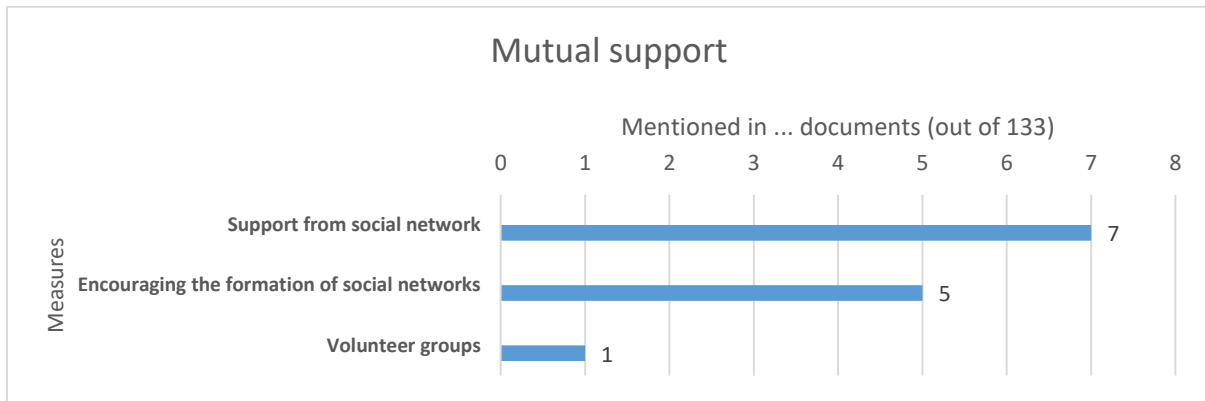 Mutual support
Mentioned in ... documents (out of 133)
0 1 2 3 4 5 6 7 8
Measures
Support from social network 7
Encouraging the formation of social networks 5
Volunteer groups 1